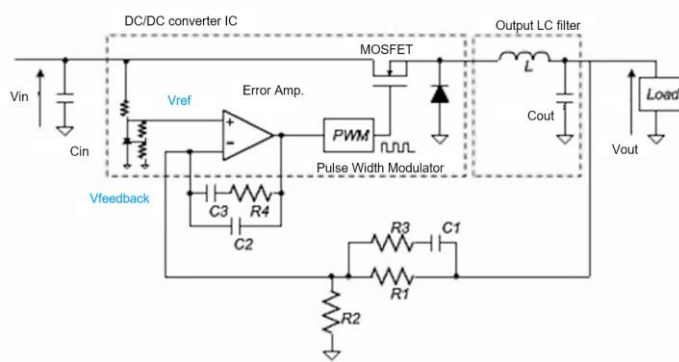 DC/DC converter IC
Output LC filter
MOSFET
L
Load
Vin
Vref
Error Amp.
Cout
PWM
Vout
Cin
Pulse Width Modulator
Vfeedback
C3
R4
C2
R3
C1
R1
R2
+
−